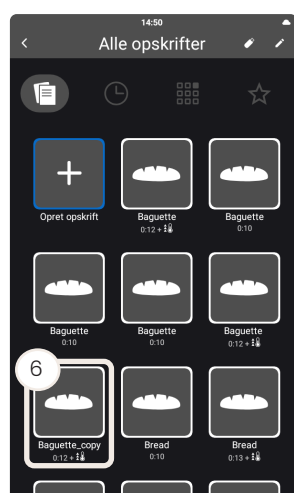 14:50
Alle opskrifter
Opret opskrift
Baguette
0:12 +
Baguette
0:10
Baguette
0:10
Baguette
0:10
Baguette
0:12 +
6
Baguette_copy
0:12 +
Bread
0:10
Bread
0:13 +